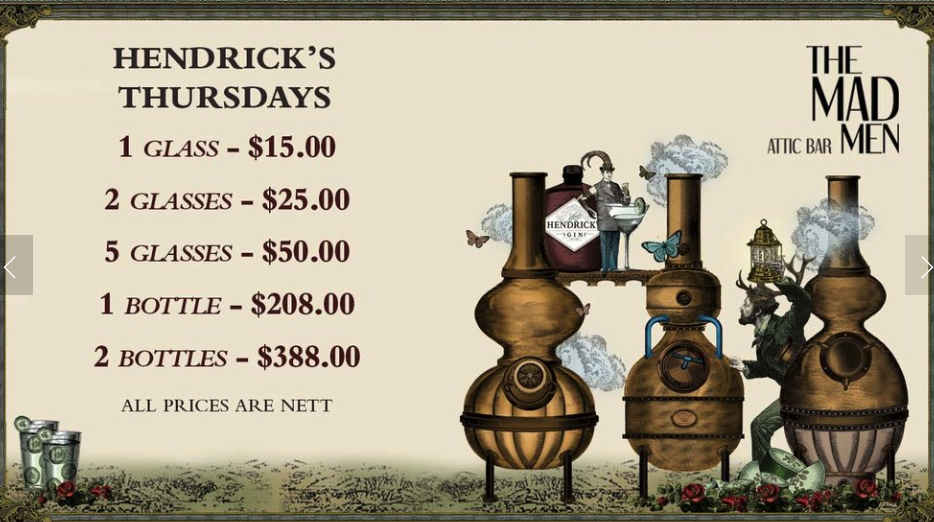 HENDRICK'S
THURSDAYS
1 GLASS – $15.00
2 GLASSES – $25.00
5 GLASSES – $50.00
1 BOTTLE – $208.00
2 BOTTLES – $388.00
ALL PRICES ARE NETT
THE
MAD
ATTIC BAR MEN
HENDRICK'
GIN